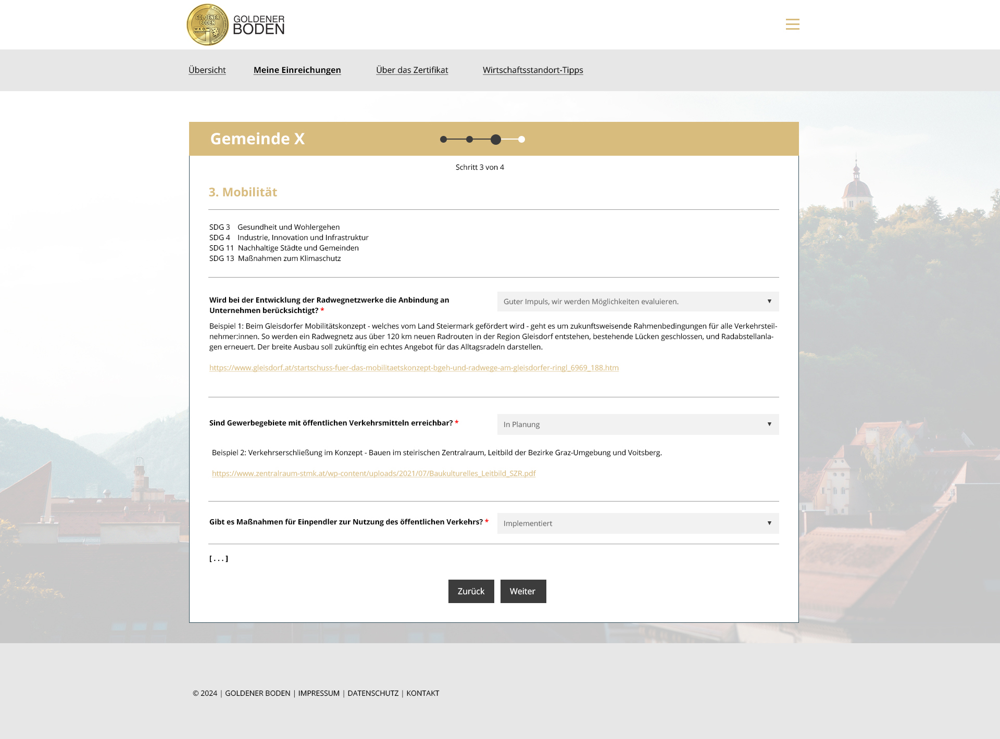 GOLDENER
BODEN
WKO
GOLDENER
BODEN
Übersicht Meine Einreichungen Über das Zertifikat Wirtschaftsstandort-Tipps
Gemeinde X
Schritt 3 von 4
3. Mobilität
SDG 3 Gesundheit und Wohlergehen
SDG 4 Industrie, Innovation und Infrastruktur
SDG 11 Nachhaltige Städte und Gemeinden
SDG 13 Maßnahmen zum Klimaschutz
Wird bei der Entwicklung der Radwegnetzwerke die Anbindung an
Unternehmen berücksichtigt? *
Guter Impuls, wir werden Möglichkeiten evaluieren.
Beispiel 1: Beim Gleisdorfer Mobilitätskonzept - welches vom Land Steiermark gefördert wird - geht es um zukunftsweisende Rahmenbedingungen für alle Verkehrsteil-
nehmer:innen. So werden ein Radwegnetz aus über 120 km neuen Radrouten in der Region Gleisdorf entstehen, bestehende Lücken geschlossen, und Radabstellanla-
gen erneuert. Der breite Ausbau soll zukünftig ein echtes Angebot für das Alltagsradeln darstellen.
https://www.gleisdorf.at/startschuss-fuer-das-mobilitaetskonzept-bgeh-und-radwege-am-gleisdorfer-ringl_6969_188.htm
Sind Gewerbegebiete mit öffentlichen Verkehrsmitteln erreichbar? *
In Planung
Beispiel 2: Verkehrserschließung im Konzept - Bauen im steirischen Zentralraum, Leitbild der Bezirke Graz-Umgebung und Voitsberg.
https://www.zentralraum-stmk.at/wp-content/uploads/2021/07/Baukulturelles_Leitbild_SZR.pdf
Gibt es Maßnahmen für Einpendler zur Nutzung des öffentlichen Verkehrs? *
Implementiert
[ . . . ]
Zurück Weiter
© 2024 | GOLDENER BODEN | IMPRESSUM | DATENSCHUTZ | KONTAKT